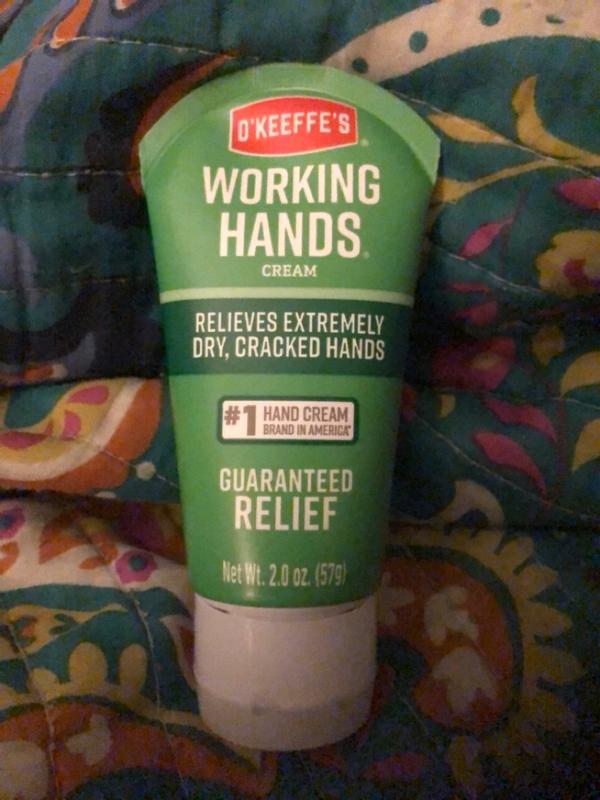 O'KEEFFE'S®
WORKING
HANDS®
CREAM
RELIEVES EXTREMELY
DRY, CRACKED HANDS
#1 HAND CREAM
BRAND IN AMERICA*
GUARANTEED
RELIEF
Net Wt. 2.0 oz. (57g)